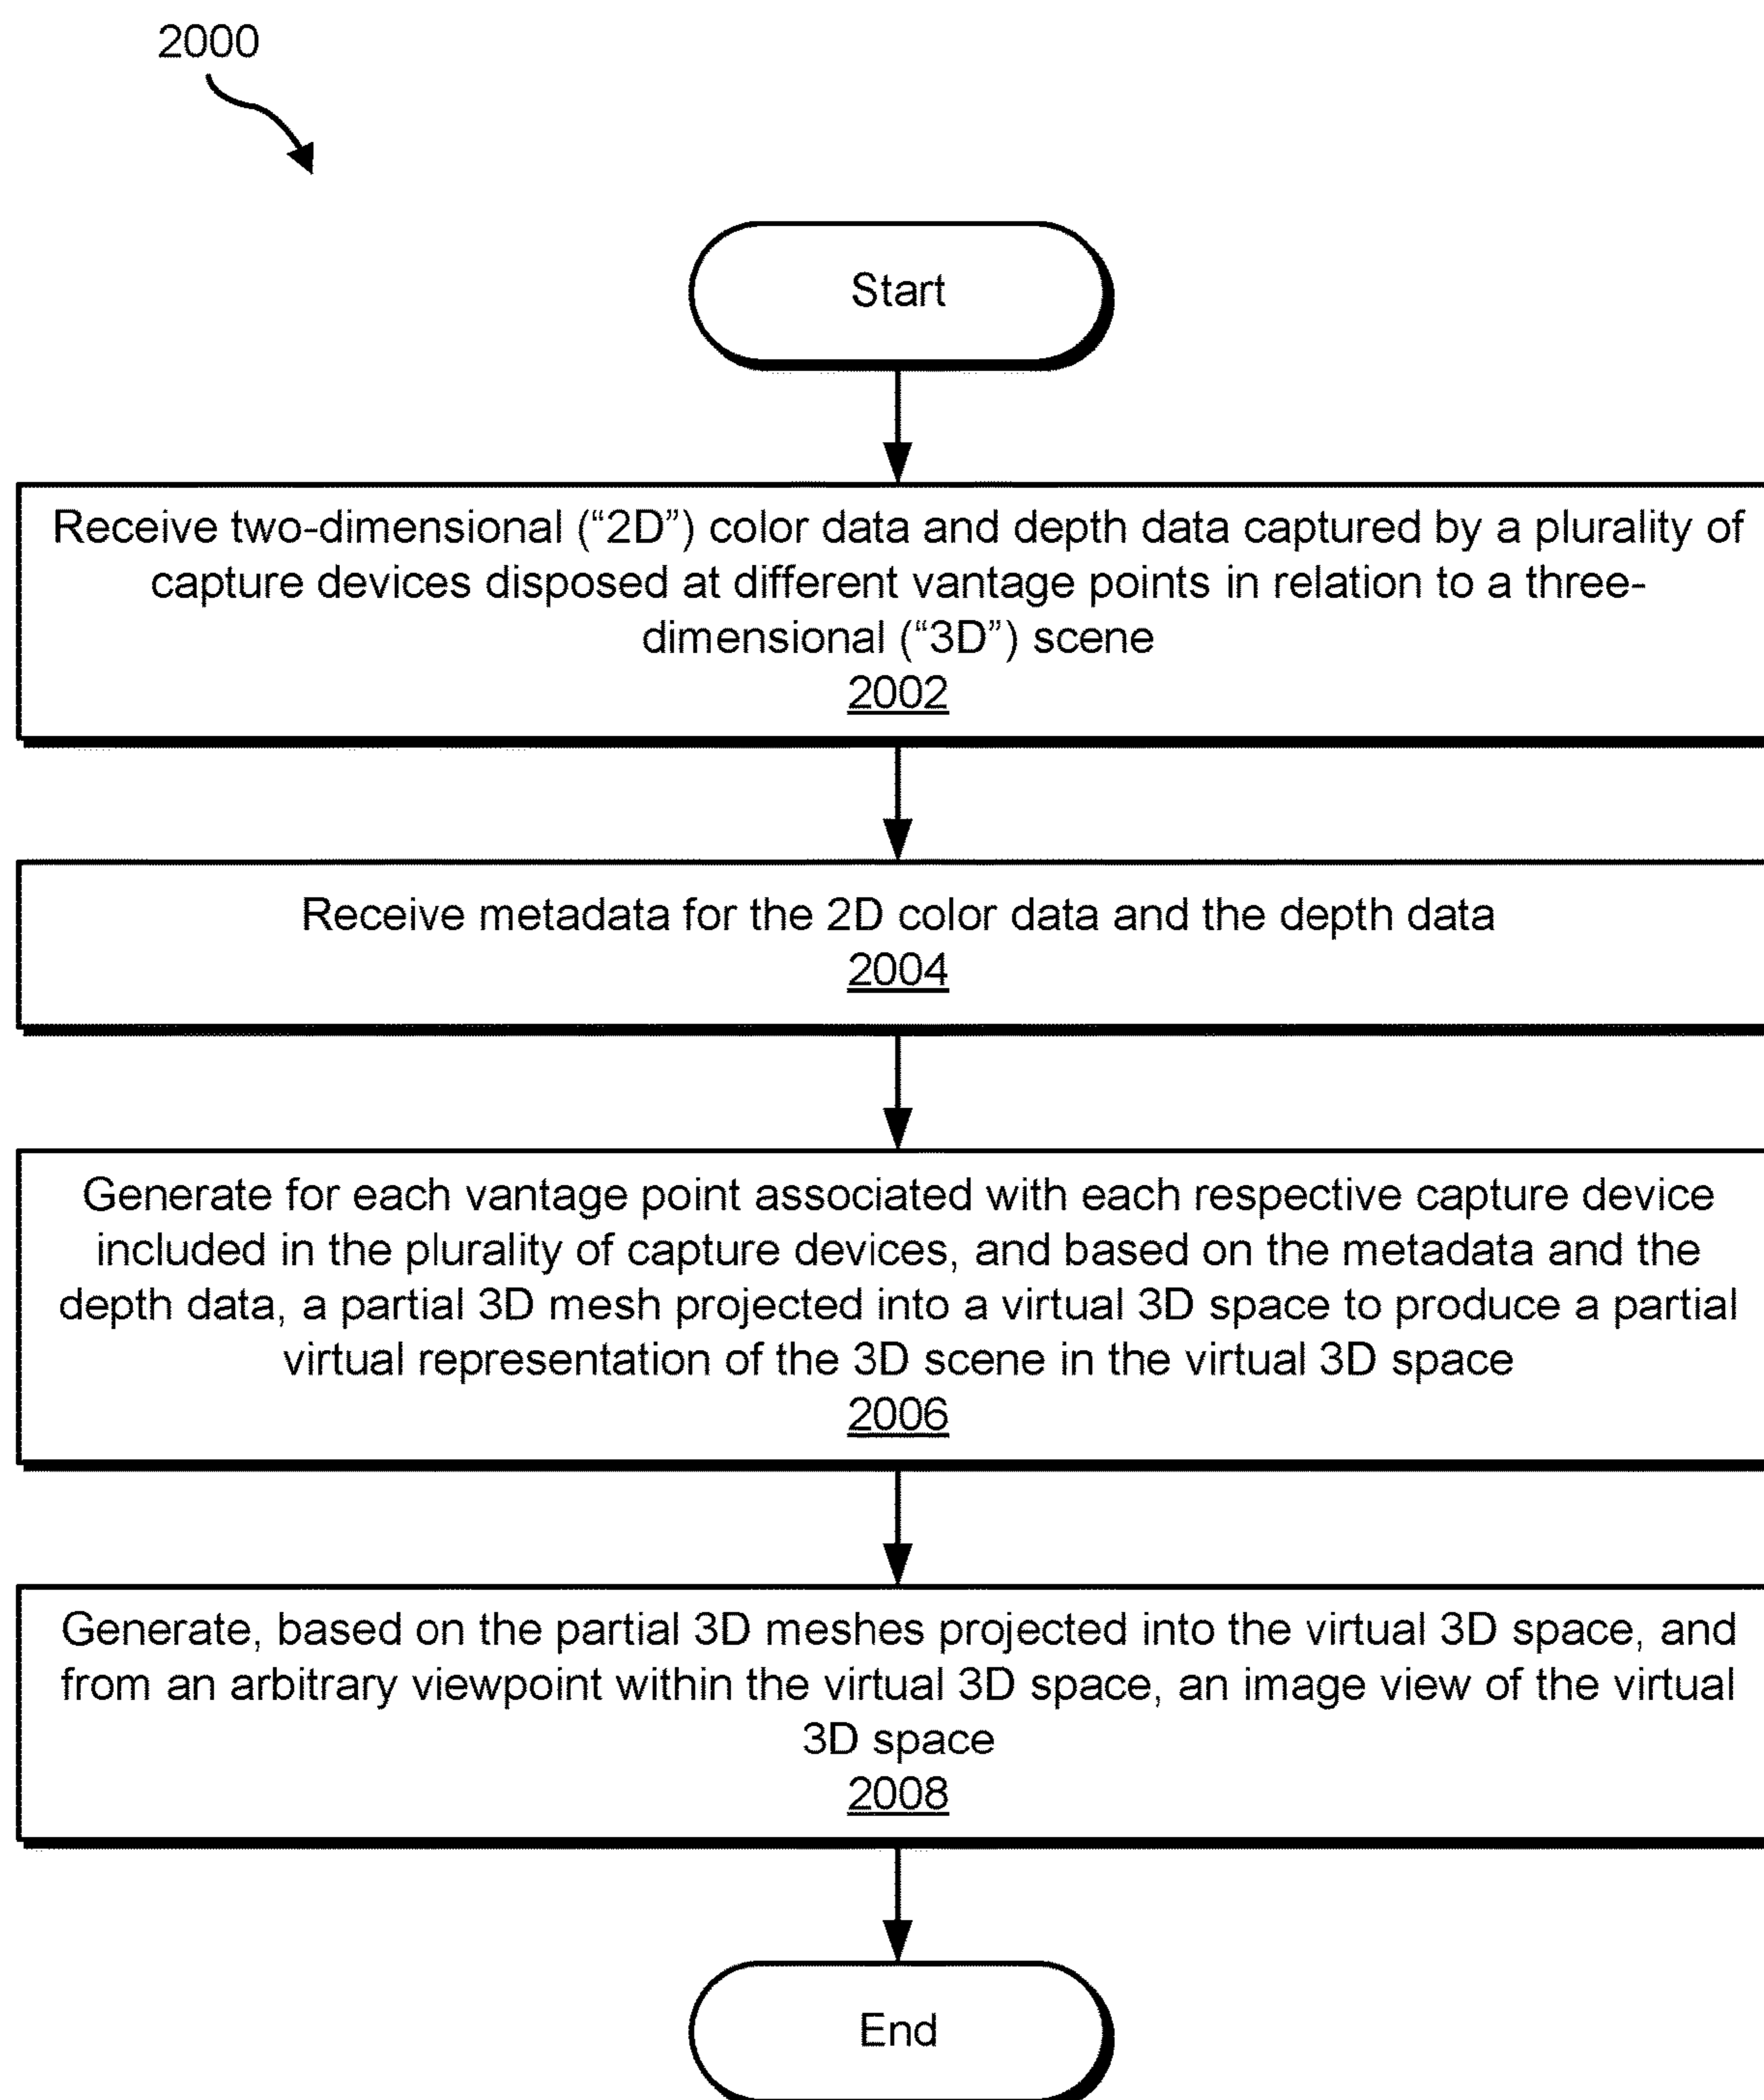 2000
Start
Receive two-dimensional (“2D”) color data and depth data captured by a plurality of
capture devices disposed at different vantage points in relation to a three-
dimensional (“3D”) scene
2002
Receive metadata for the 2D color data and the depth data
2004
Generate for each vantage point associated with each respective capture device
included in the plurality of capture devices, and based on the metadata and the
depth data, a partial 3D mesh projected into a virtual 3D space to produce a partial
virtual representation of the 3D scene in the virtual 3D space
2006
Generate, based on the partial 3D meshes projected into the virtual 3D space, and
from an arbitrary viewpoint within the virtual 3D space, an image view of the virtual
3D space
2008
End